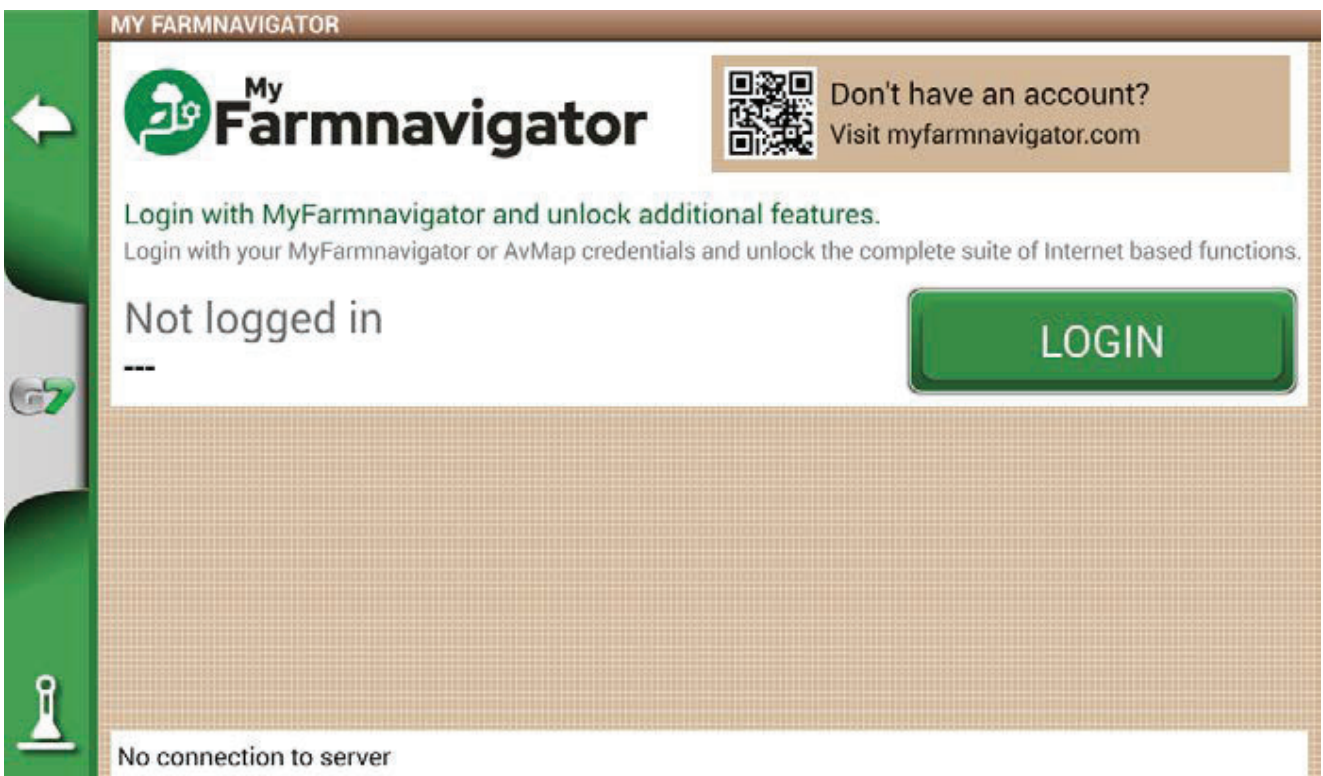 MY FARMNAVIGATOR
My
Farmnavigator
Don't have an account?
Visit myfarmnavigator.com
Login with MyFarmnavigator and unlock additional features.
Login with your MyFarmnavigator or AvMap credentials and unlock the complete suite of Internet based functions.
Not logged in
---
LOGIN
G7
No connection to server